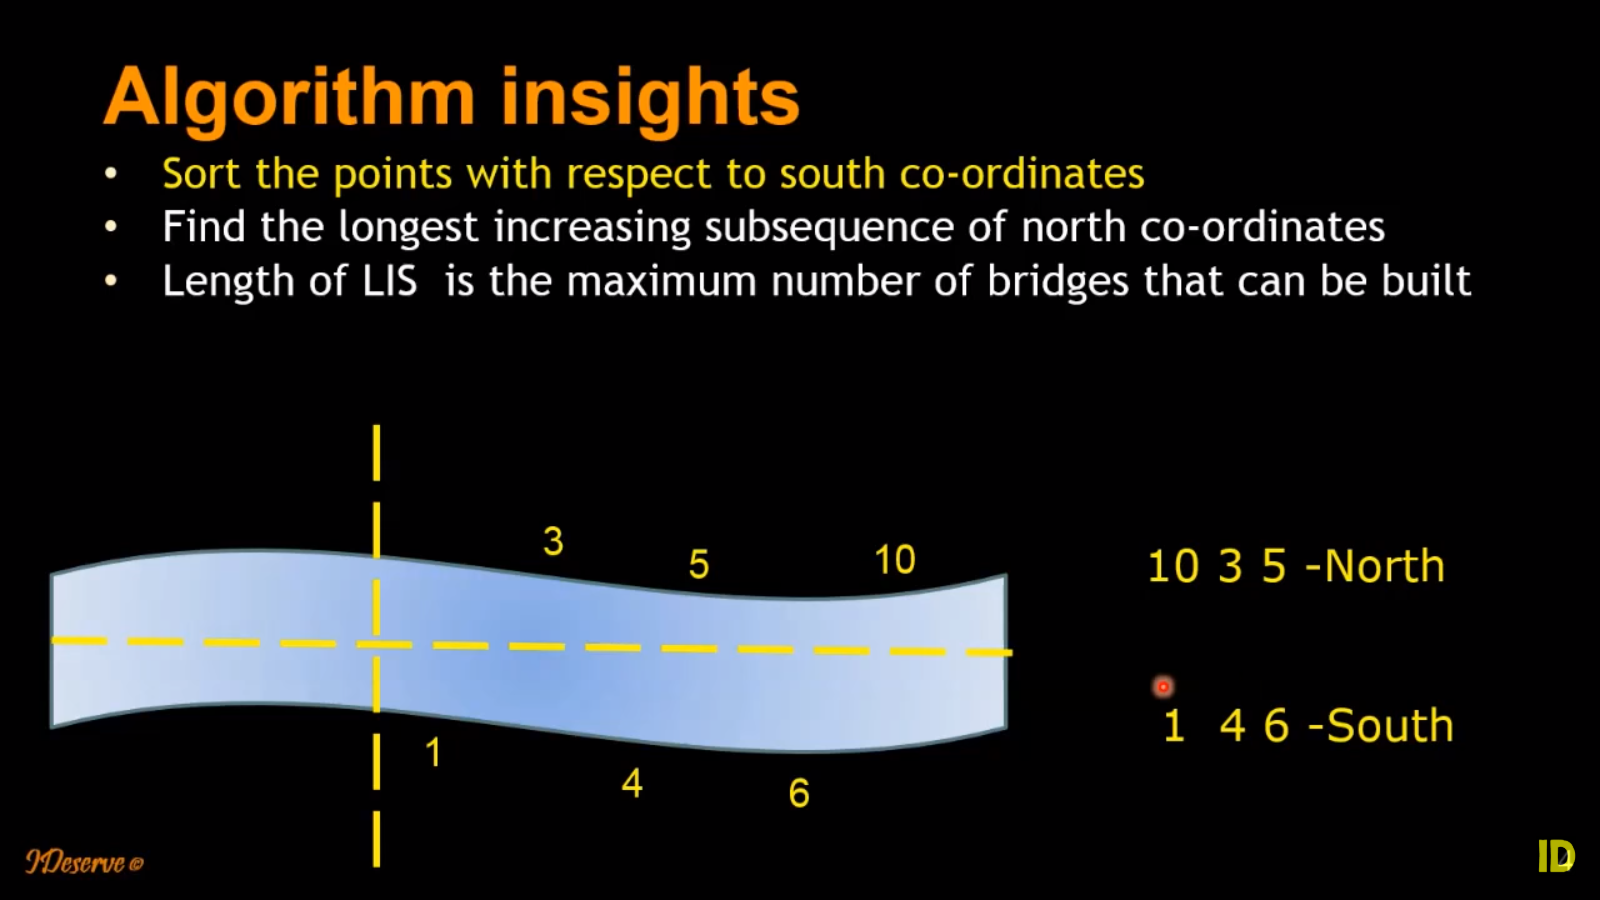 Algorithm insights
• Sort the points with respect to south co-ordinates
• Find the longest increasing subsequence of north co-ordinates
• Length of LIS is the maximum number of bridges that can be built
3
5
10
10 3 5 -North
1
4
6
1 4 6 -South
IDeserve ©
ID
4